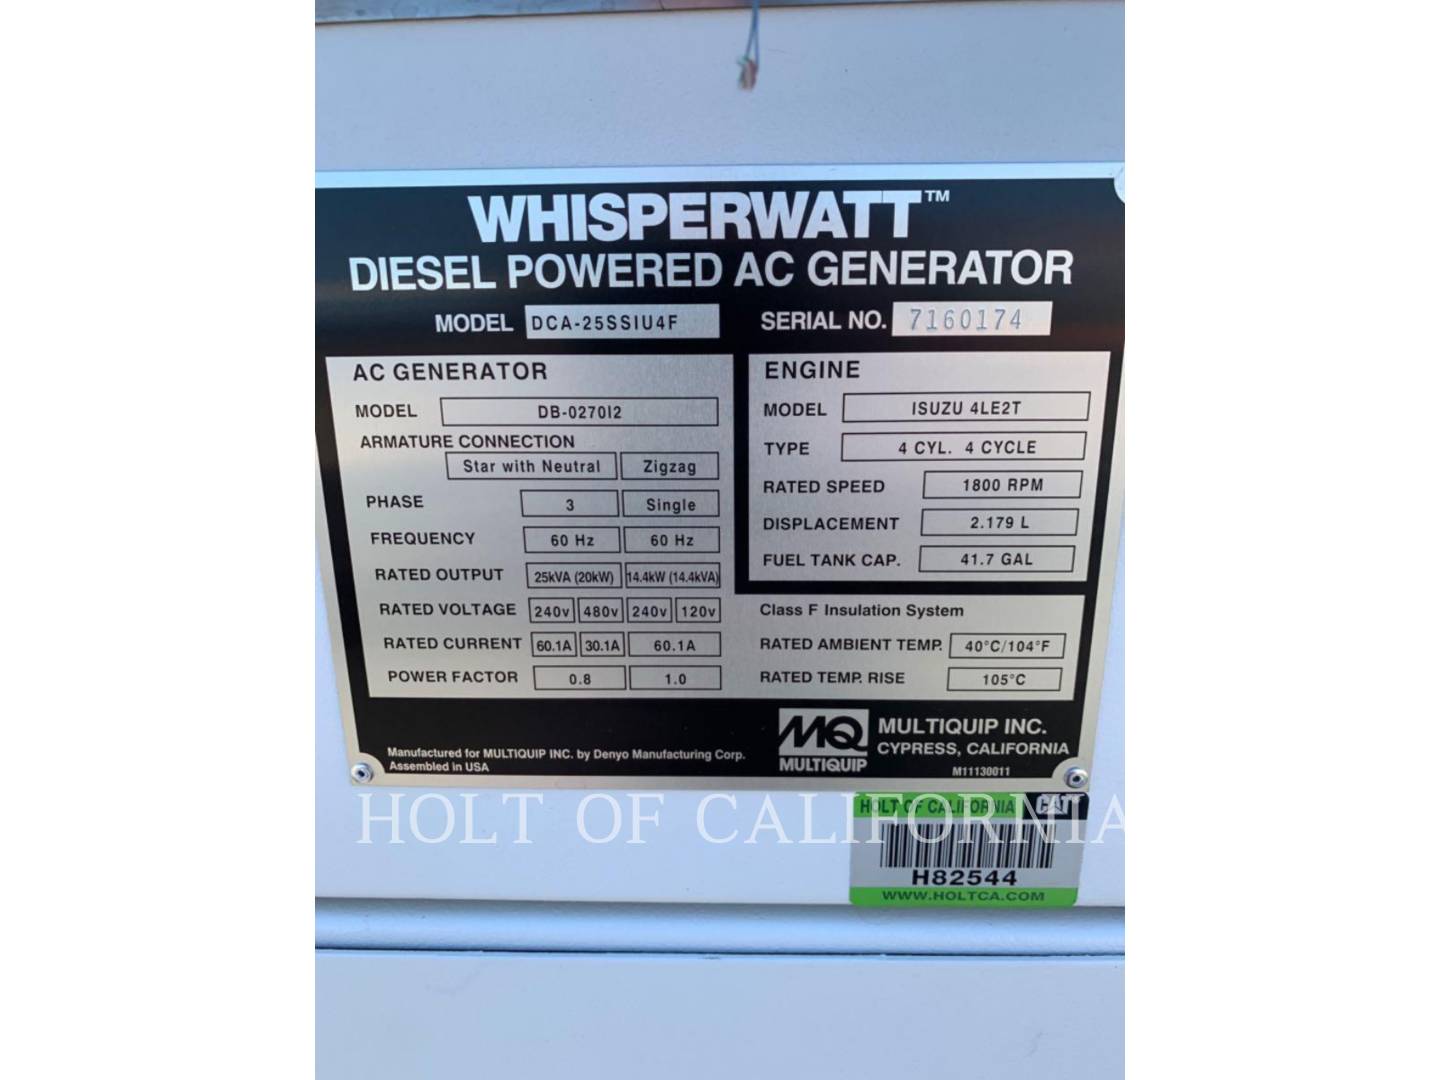 WHISPERWATT™
DIESEL POWERED AC GENERATOR
MODEL DCA-25SSIU4F SERIAL NO. 7160174
AC GENERATOR
MODEL DB-0270I2
ARMATURE CONNECTION
Star with Neutral Zigzag
PHASE 3 Single
FREQUENCY 60 Hz 60 Hz
RATED OUTPUT 25kVA (20kW) 14.4kW (14.4kVA)
RATED VOLTAGE 240v 480v 240v 120v
RATED CURRENT 60.1A 30.1A 60.1A
POWER FACTOR 0.8 1.0
ENGINE
MODEL ISUZU 4LE2T
TYPE 4 CYL. 4 CYCLE
RATED SPEED 1800 RPM
DISPLACEMENT 2.179 L
FUEL TANK CAP. 41.7 GAL
Class F Insulation System
RATED AMBIENT TEMP. 40°C/104°F
RATED TEMP. RISE 105°C
Manufactured for MULTIQUIP INC. by Denyo Manufacturing Corp.
Assembled in USA
MQ
MULTIQUIP
MULTIQUIP INC.
CYPRESS, CALIFORNIA
M11130011
HOLT OF CALIFORNIA
HOLT OF CALIFORNIA CAT
H82544
WWW.HOLTCA.COM